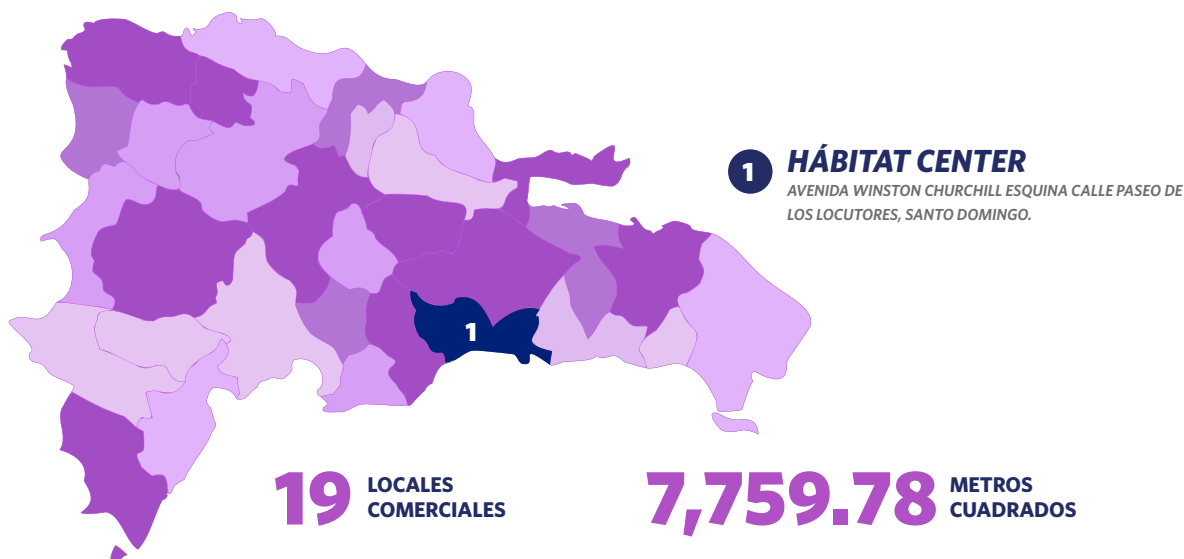 1
HÁBITAT CENTER
AVENIDA WINSTON CHURCHILL ESQUINA CALLE PASEO DE
LOS LOCUTORES, SANTO DOMINGO.
1
19
LOCALES
COMERCIALES
7,759.78
METROS
CUADRADOS